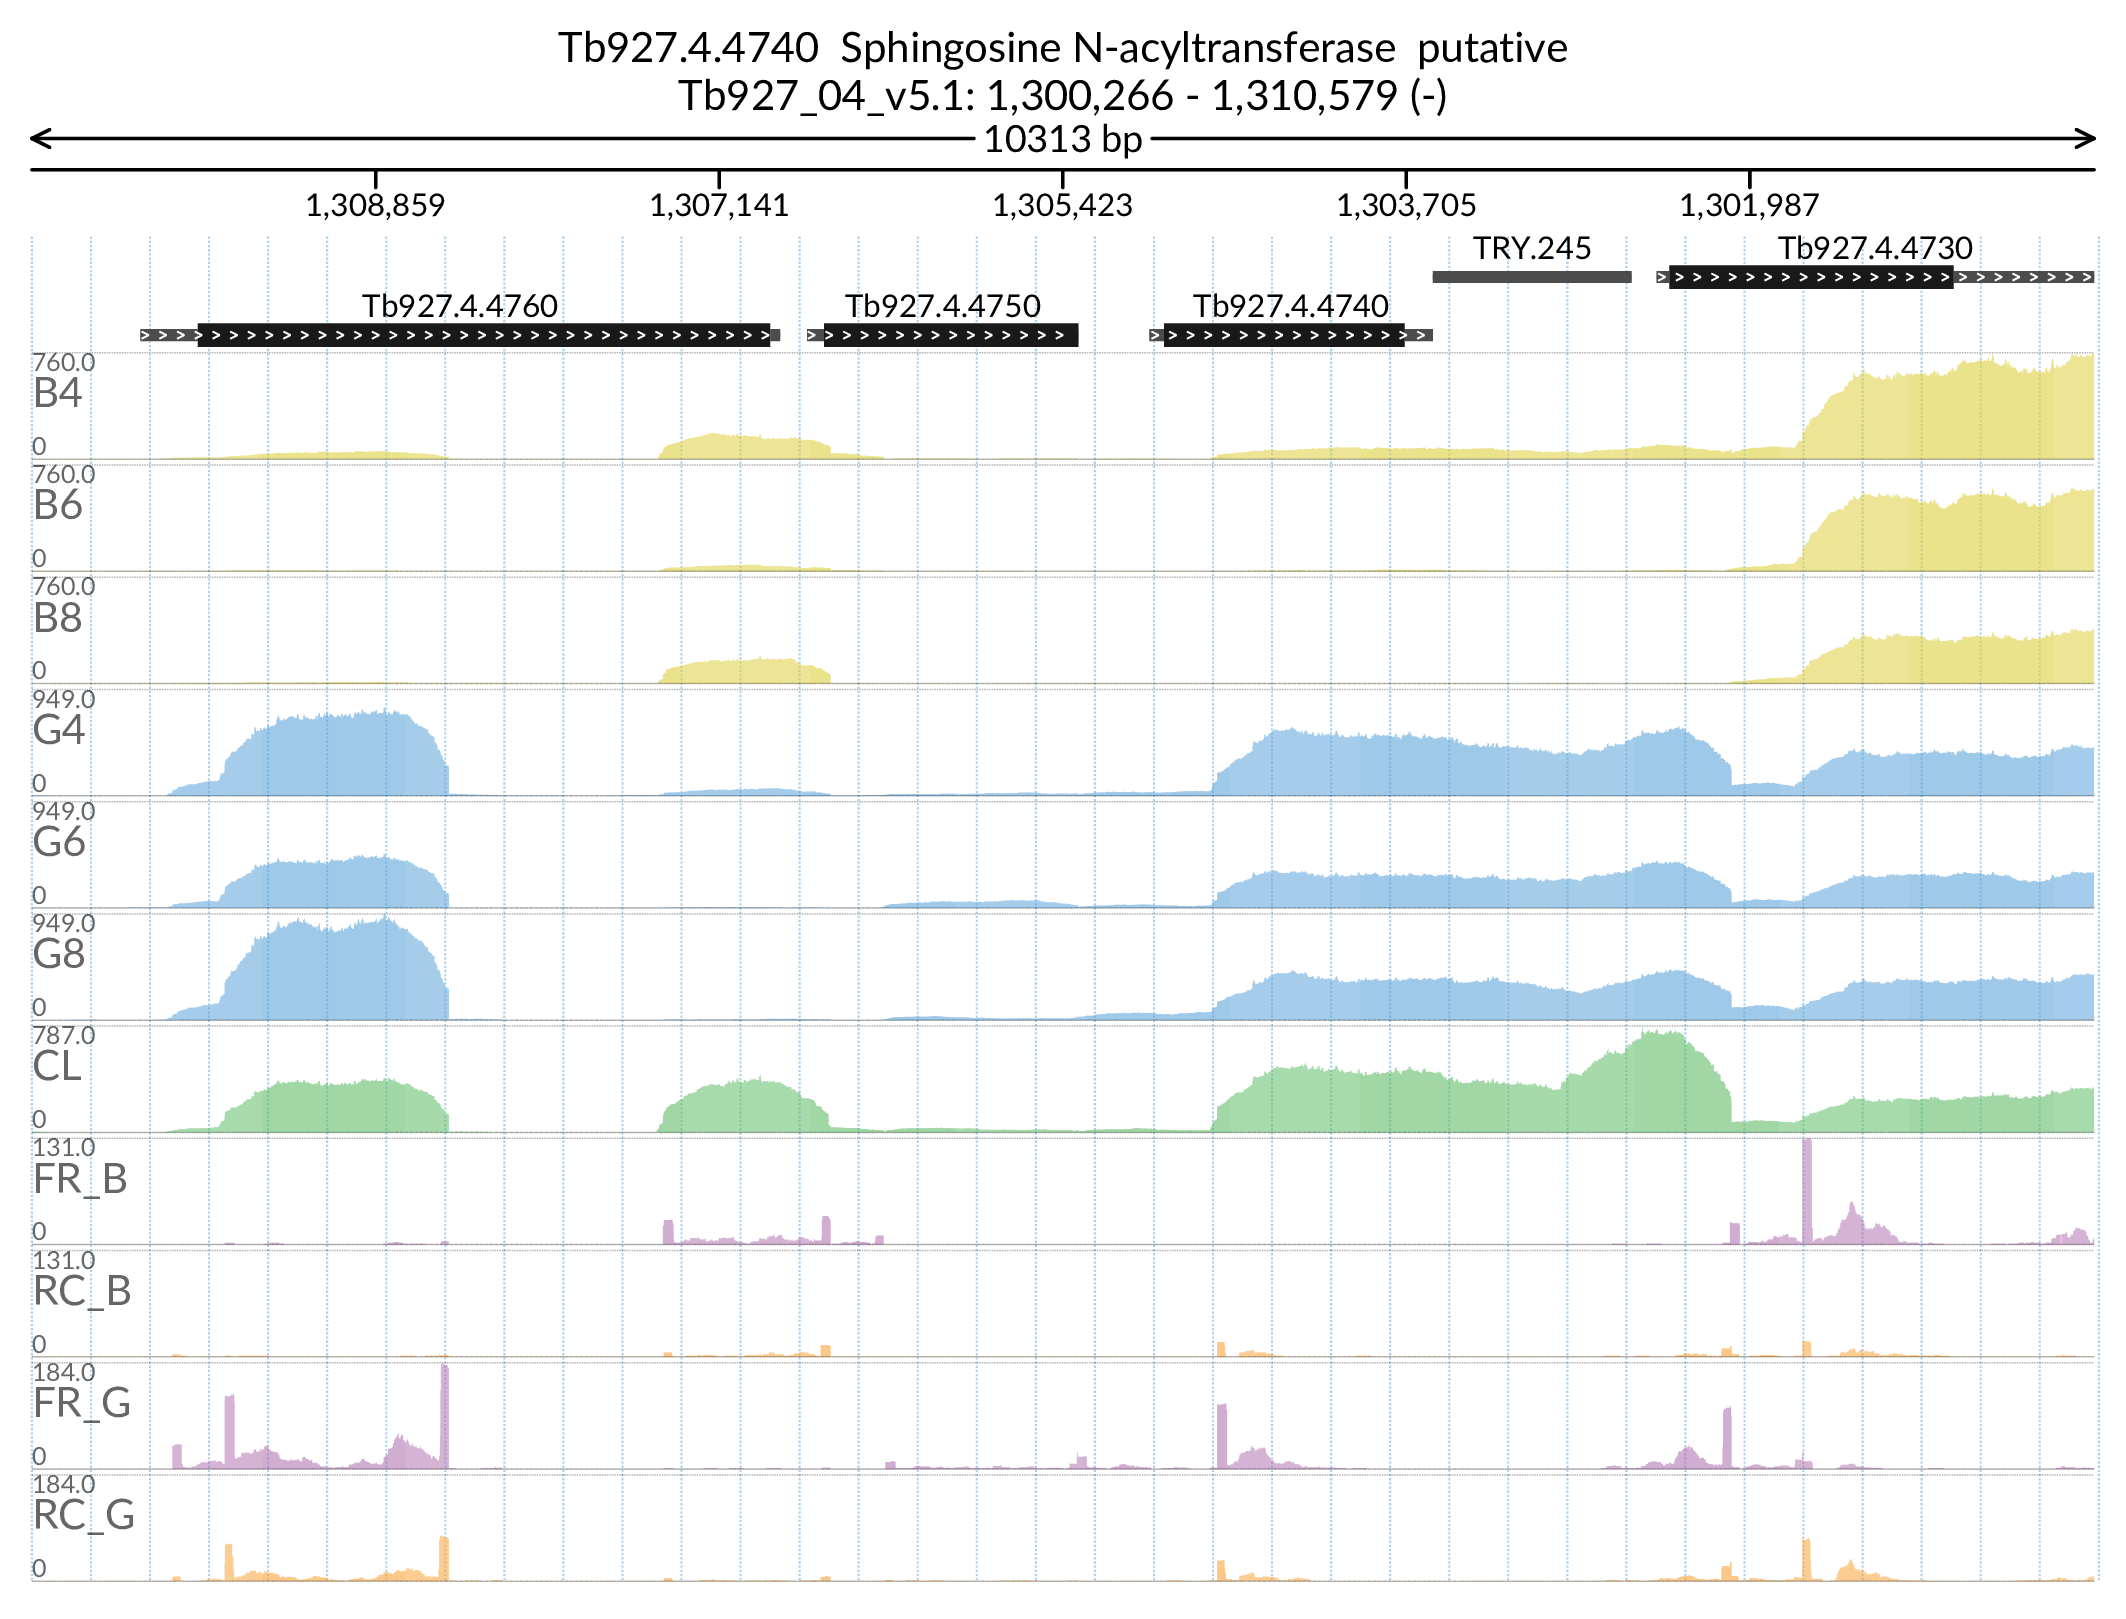 Tb927.4.4740  Sphingosine N-acyltransferase  putative
Tb927_04_v5.1: 1,300,266 - 1,310,579 (-)
10313 bp
1,308,859 1,307,141 1,305,423 1,303,705 1,301,987
TRY.245 Tb927.4.4730
Tb927.4.4760 Tb927.4.4750 Tb927.4.4740
760.0
B4
0
760.0
B6
0
760.0
B8
0
949.0
G4
0
949.0
G6
0
949.0
G8
0
787.0
CL
0
131.0
FR_B
0
131.0
RC_B
0
184.0
FR_G
0
184.0
RC_G
0